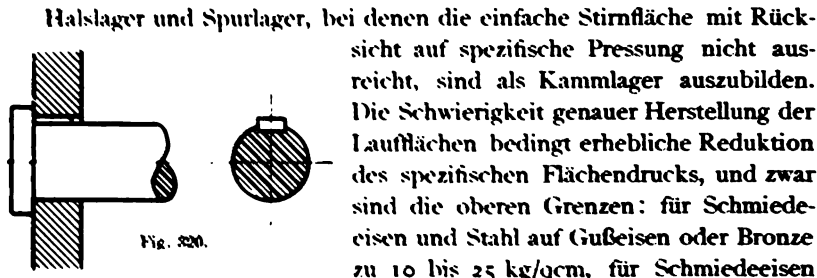 Halslager und Spurlager, bei denen die einfache Stirnfläche mit Rück-
sicht auf spezifische Pressung nicht aus-
reicht, sind als Kammlager auszubilden.
Die Schwierigkeit genauer Herstellung der
Laufflächen bedingt erhebliche Reduktion
des spezifischen Flächendrucks, und zwar
sind die oberen Grenzen: für Schmiede-
eisen und Stahl auf Gußeisen oder Bronze
zu 10 bis 25 kg/qcm, für Schmiedeeisen
Fig. 320.